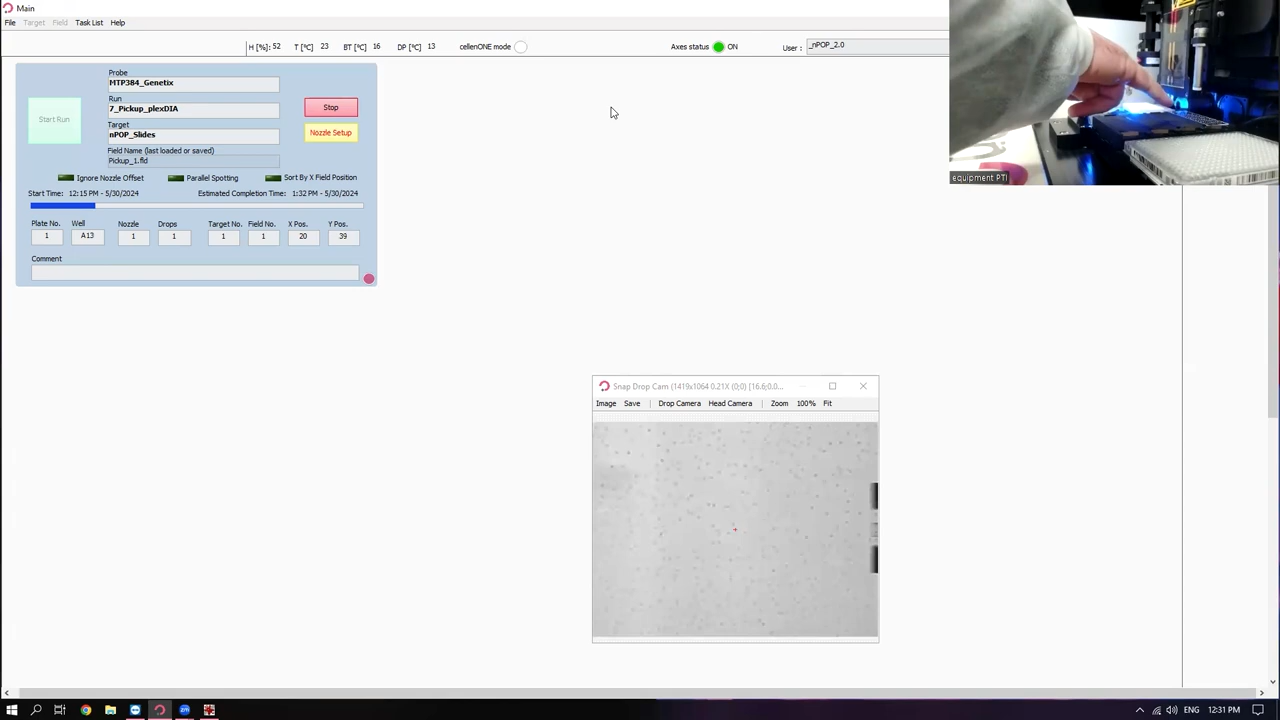 Main
File Target Field Task List Help
H [%]: 52 T [°C] 23 BT [°C] 16 DP [°C] 13 cellenONE mode Axes status ON User : _nPOP_2.0
Probe
MTP384_Genetix
Start Run
Run
7_Pickup_plexDIA
Stop
Target
nPOP_Slides
Nozzle Setup
Field Name (last loaded or saved)
Pickup_1.fld
Ignore Nozzle Offset Parallel Spotting Sort By X Field Position
Start Time: 12:15 PM - 5/30/2024 Estimated Completion Time: 1:32 PM - 5/30/2024
Plate No. Well Nozzle Drops Target No. Field No. X Pos. Y Pos.
1 A13 1 1 1 1 20 39
Comment
equipment PTI
Snap Drop Cam (1419x1064 0.21X (0;0) [16.6;0.0...
Image Save Drop Camera Head Camera Zoom 100% Fit
ENG 12:31 PM